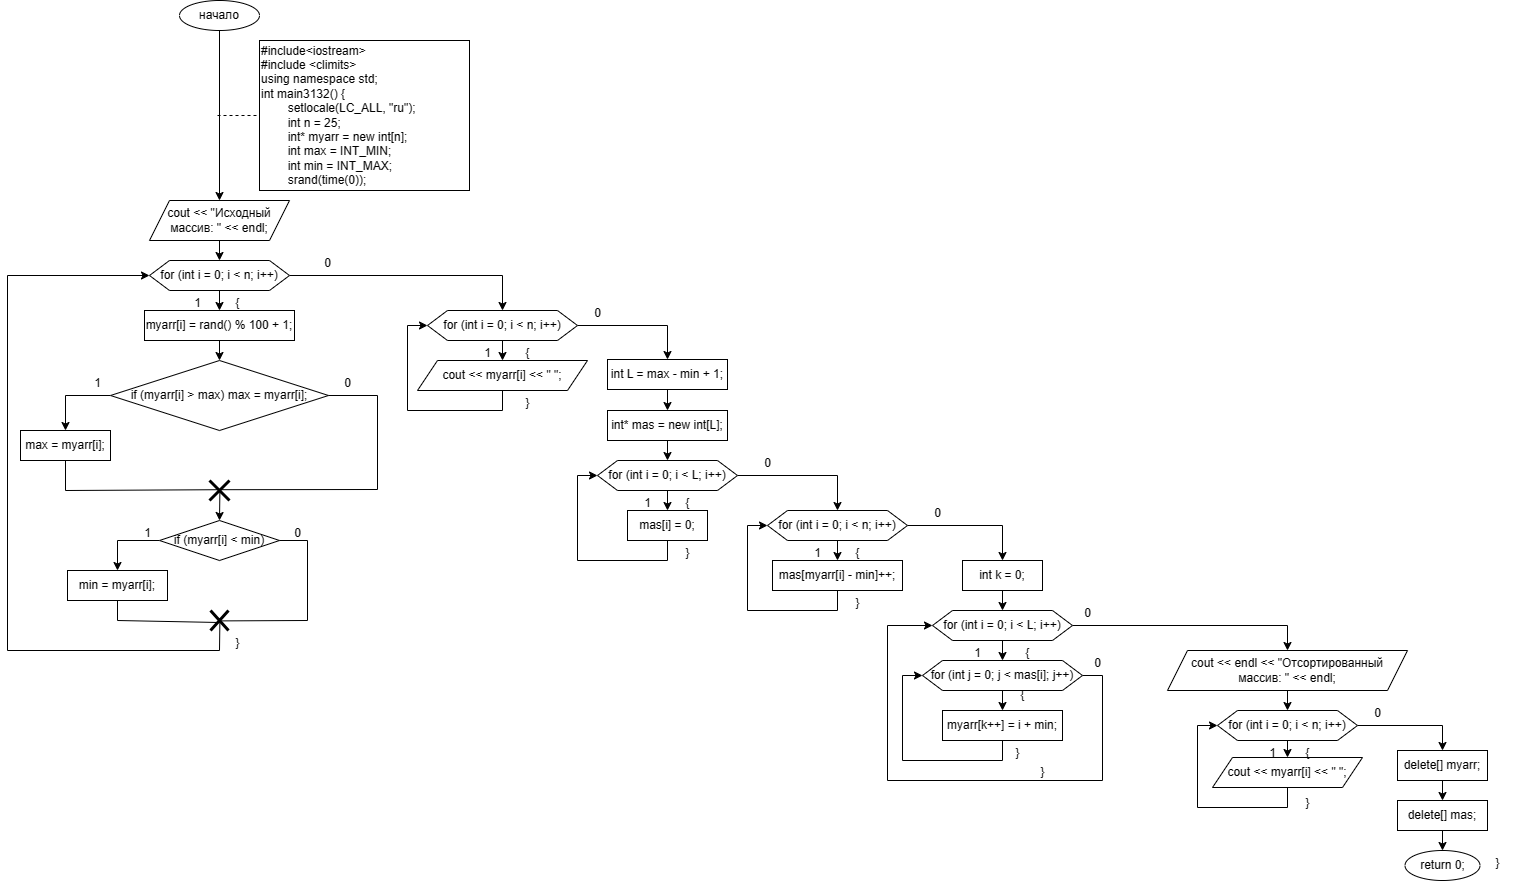 начало
#include<iostream>
#include <climits>
using namespace std;
int main3132() {
setlocale(LC_ALL, "ru");
int n = 25;
int* myarr = new int[n];
int max = INT_MIN;
int min = INT_MAX;
srand(time(0));
cout << "Исходный
массив: " << endl;
for (int i = 0; i < n; i++)
0
1 {
myarr[i] = rand() % 100 + 1;
if (myarr[i] > max) max = myarr[i];
1
0
max = myarr[i];
if (myarr[i] < min)
1
0
min = myarr[i];
}
for (int i = 0; i < n; i++)
0
1 {
cout << myarr[i] << " ";
}
int L = max - min + 1;
int* mas = new int[L];
for (int i = 0; i < L; i++)
0
1 {
mas[i] = 0;
}
for (int i = 0; i < n; i++)
0
1 {
mas[myarr[i] - min]++;
}
int k = 0;
for (int i = 0; i < L; i++)
0
1 {
for (int j = 0; j < mas[i]; j++)
0
{
myarr[k++] = i + min;
}
}
cout << endl << "Отсортированный
массив: " << endl;
for (int i = 0; i < n; i++)
0
1 {
cout << myarr[i] << " ";
}
delete[] myarr;
delete[] mas;
return 0;
}